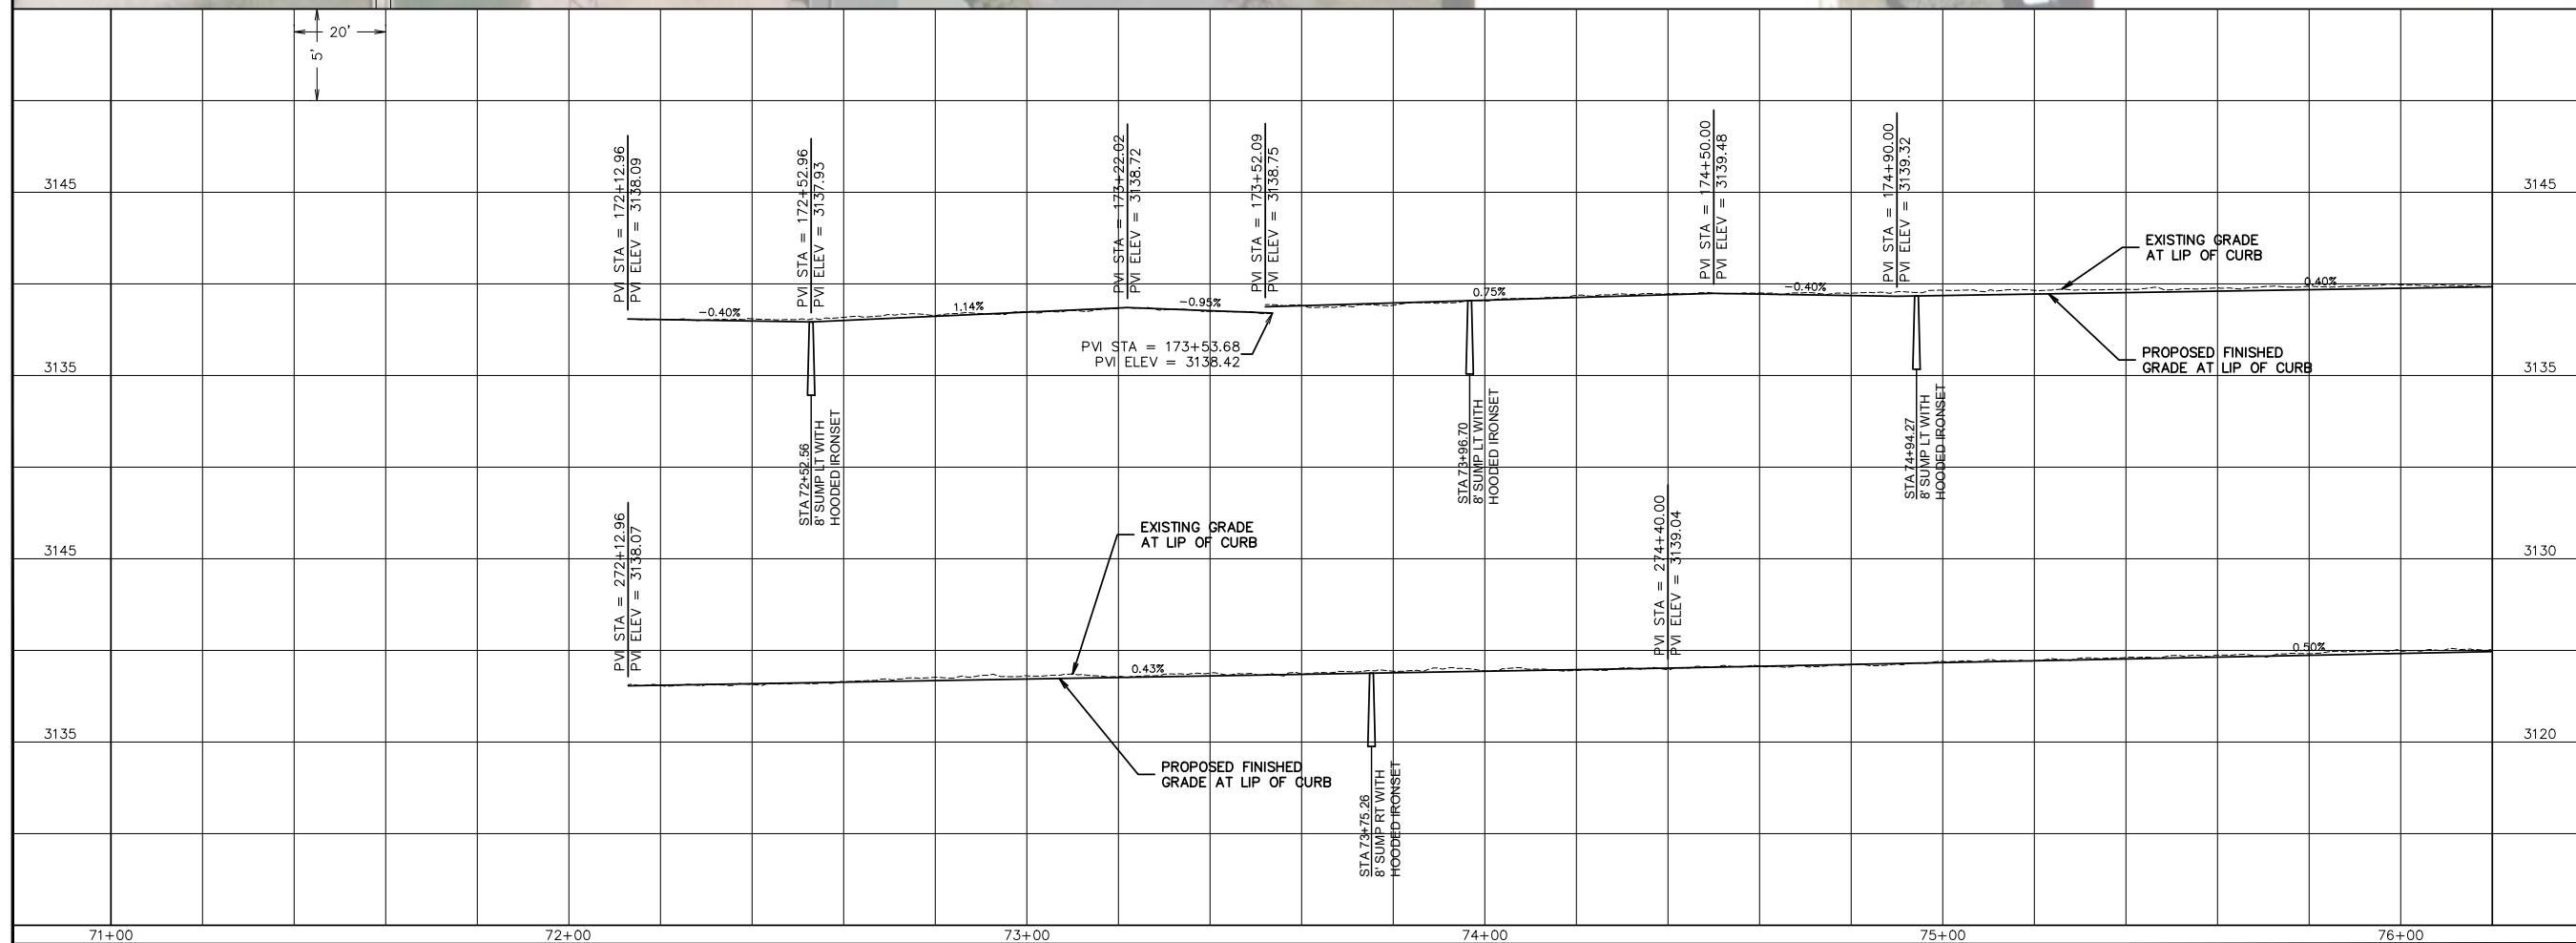 20'
5'
PVI STA = 172+12.96
PVI ELEV = 3138.09
PVI STA = 172+52.96
PVI ELEV = 3137.93
PVI STA = 173+22.02
PVI ELEV = 3138.72
PVI STA = 173+52.09
PVI ELEV = 3138.75
PVI STA = 174+50.00
PVI ELEV = 3139.48
PVI STA = 174+90.00
PVI ELEV = 3139.32
3145
3145
EXISTING GRADE
AT LIP OF CURB
-0.40%
1.14%
-0.95%
0.75%
-0.40%
0.40%
PVI STA = 173+53.68
PVI ELEV = 3138.42
PROPOSED FINISHED
GRADE AT LIP OF CURB
3135
3135
STA 72+52.56
8' SUMP LT WITH
HOODED IRONSET
STA 73+96.70
8' SUMP LT WITH
HOODED IRONSET
STA 74+94.27
8' SUMP LT WITH
HOODED IRONSET
PVI STA = 272+12.96
PVI ELEV = 3138.07
EXISTING GRADE
AT LIP OF CURB
PVI STA = 274+40.00
PVI ELEV = 3139.04
3145
3130
0.43%
0.50%
3135
3120
PROPOSED FINISHED
GRADE AT LIP OF CURB
STA 73+75.26
8' SUMP RT WITH
HOODED IRONSET
71+00
72+00
73+00
74+00
75+00
76+00